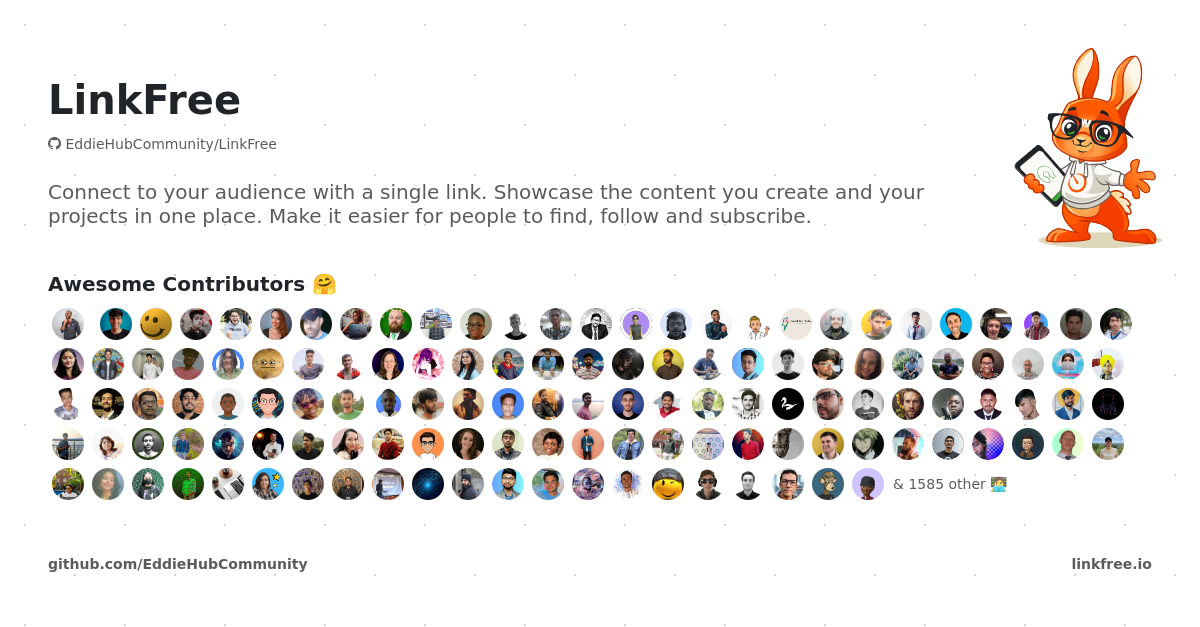 LinkFree
EddieHubCommunity/LinkFree
Connect to your audience with a single link. Showcase the content you create and your
projects in one place. Make it easier for people to find, follow and subscribe.
Awesome Contributors 🤗
& 1585 other 🧑‍💻
github.com/EddieHubCommunity
linkfree.io